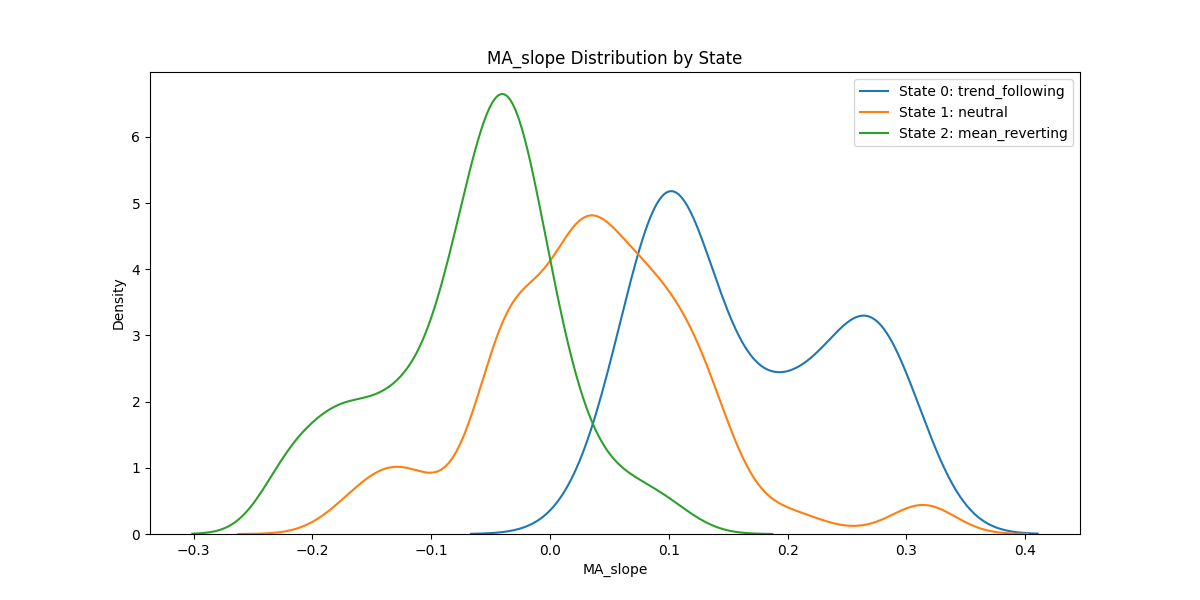 MA_slope Distribution by State
State 0: trend_following
State 1: neutral
State 2: mean_reverting
Density
6
5
4
3
2
1
0
−0.3 −0.2 −0.1 0.0 0.1 0.2 0.3 0.4
MA_slope